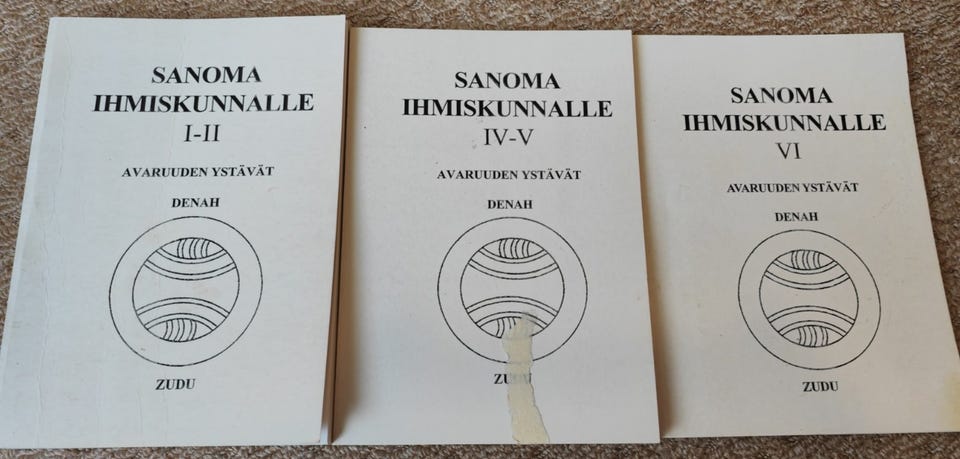 SANOMA
IHMISKUNNALLE
I-II
AVARUUDEN YSTÄVÄT
DENAH
ZUDU
SANOMA
IHMISKUNNALLE
IV-V
AVARUUDEN YSTÄVÄT
DENAH
SANOMA
IHMISKUNNALLE
VI
AVARUUDEN YSTÄVÄT
DENAH
ZUDU